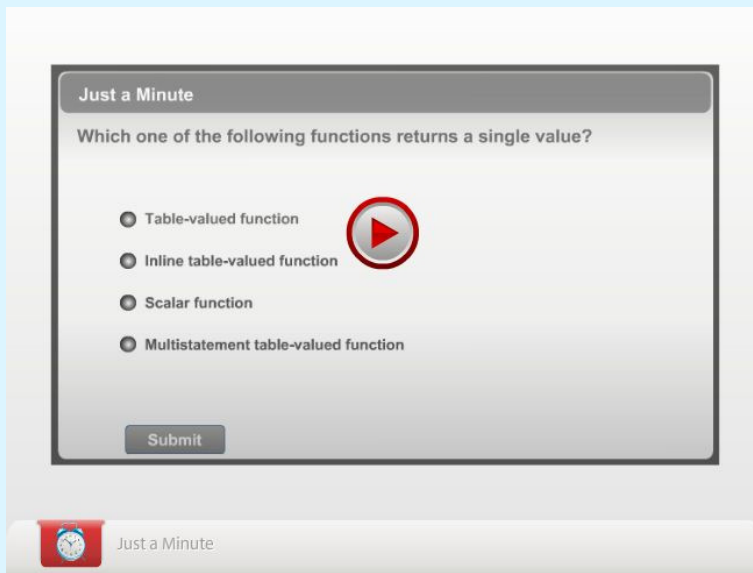 Just a Minute
Which one of the following functions returns a single value?
Table-valued function
Inline table-valued function
Scalar function
Multistatement table-valued function
Submit
Just a Minute